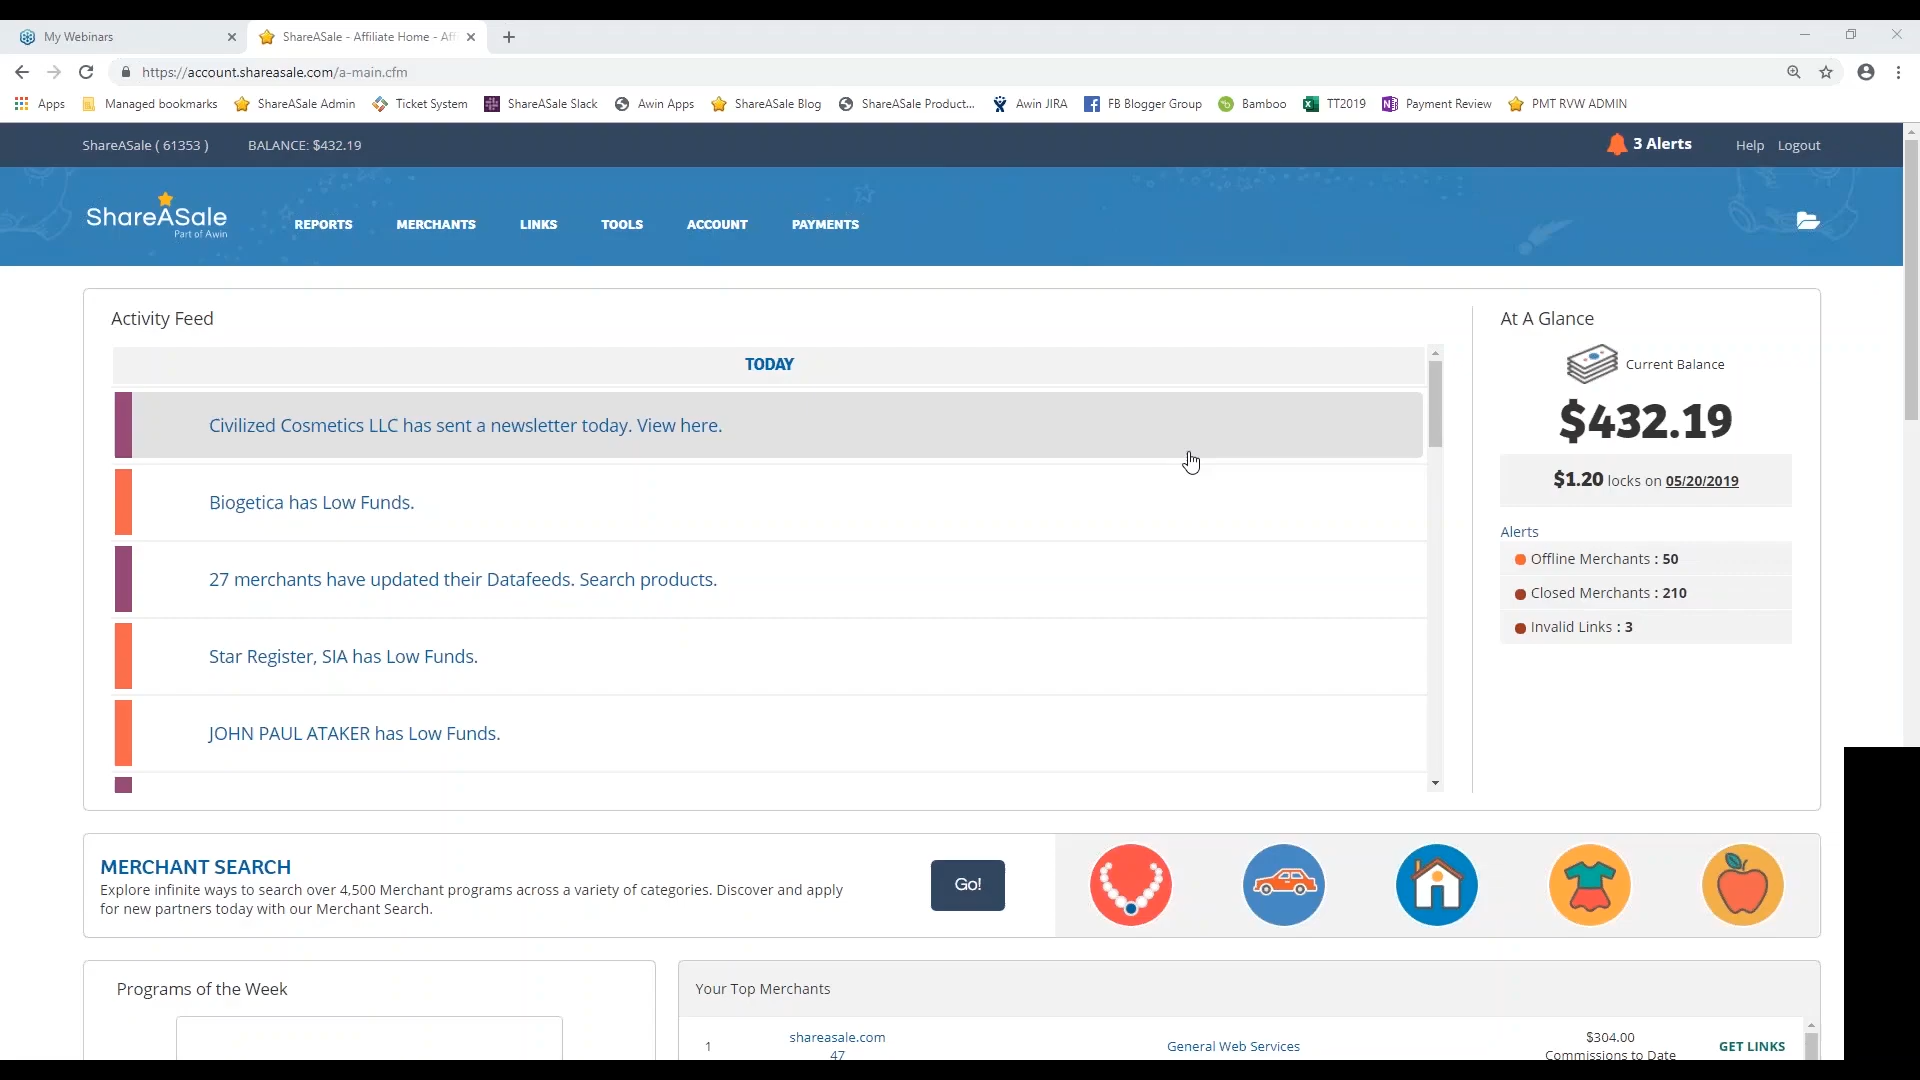 My Webinars
ShareASale - Affiliate Home - Aff
https://account.shareasale.com/a-main.cfm
Apps Managed bookmarks ShareASale Admin Ticket System ShareASale Slack Awin Apps ShareASale Blog ShareASale Product... Awin JIRA FB Blogger Group Bamboo TT2019 Payment Review PMT RVW ADMIN
ShareASale ( 61353 ) BALANCE: $432.19 3 Alerts Help Logout
ShareASale
Part of Awin
REPORTS MERCHANTS LINKS TOOLS ACCOUNT PAYMENTS
Activity Feed
TODAY
Civilized Cosmetics LLC has sent a newsletter today. View here.
Biogetica has Low Funds.
27 merchants have updated their Datafeeds. Search products.
Star Register, SIA has Low Funds.
JOHN PAUL ATAKER has Low Funds.
At A Glance
Current Balance
$432.19
$1.20 locks on 05/20/2019
Alerts
Offline Merchants : 50
Closed Merchants : 210
Invalid Links : 3
MERCHANT SEARCH
Explore infinite ways to search over 4,500 Merchant programs across a variety of categories. Discover and apply
for new partners today with our Merchant Search.
Go!
Programs of the Week
Your Top Merchants
1 shareasale.com
47
General Web Services
$304.00
Commissions to Date
GET LINKS